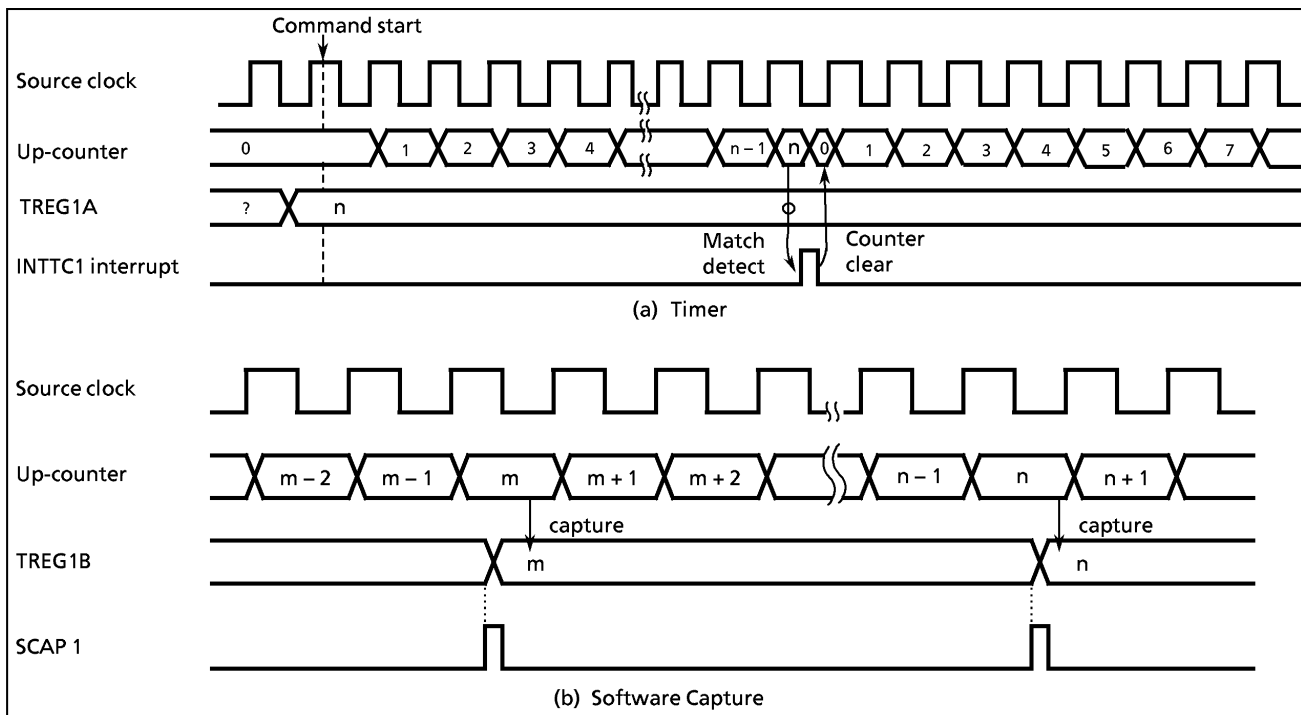 Command start
Source clock
Up-counter
0 1 2 3 4 n – 1 n 0 1 2 3 4 5 6 7
TREG1A
? n
Match detect
Counter clear
INTTC1 interrupt
(a) Timer
Source clock
Up-counter
m – 2 m – 1 m m + 1 m + 2 n – 1 n n + 1
capture capture
TREG1B
m n
SCAP 1
(b) Software Capture